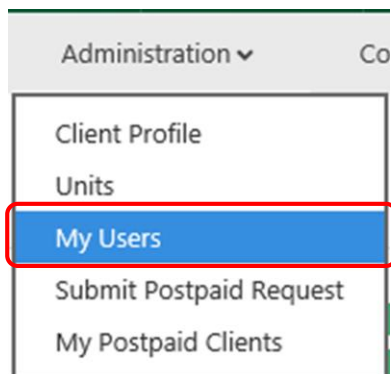 Administration
Client Profile
Units
My Users
Submit Postpaid Request
My Postpaid Clients